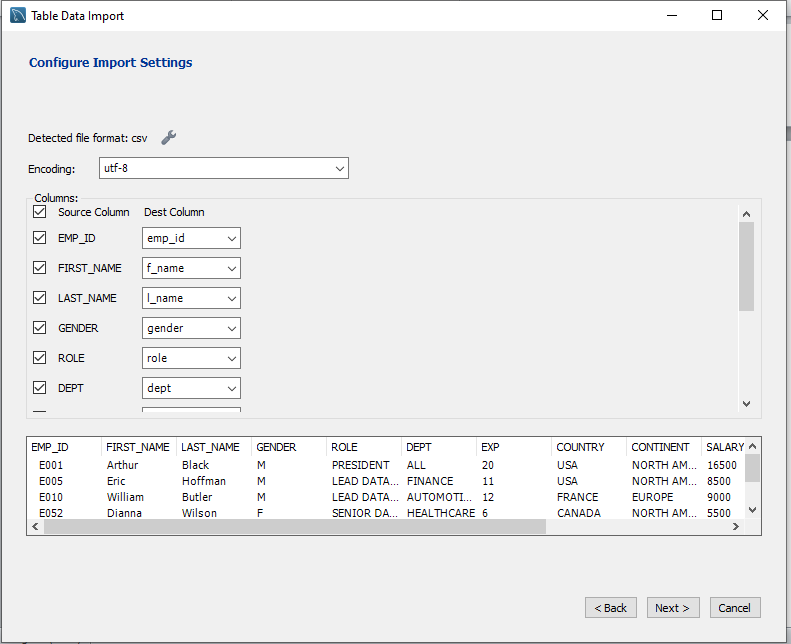 Table Data Import
Configure Import Settings
Detected file format: csv
Encoding: utf-8
Columns:
Source Column Dest Column
EMP_ID emp_id
FIRST_NAME f_name
LAST_NAME l_name
GENDER gender
ROLE role
DEPT dept
EMP_ID FIRST_NAME LAST_NAME GENDER ROLE DEPT EXP COUNTRY CONTINENT SALARY
E001 Arthur Black M PRESIDENT ALL 20 USA NORTH AM... 16500
E005 Eric Hoffman M LEAD DATA... FINANCE 11 USA NORTH AM... 8500
E010 William Butler M LEAD DATA... AUTOMOTI... 12 FRANCE EUROPE 9000
E052 Dianna Wilson F SENIOR DA... HEALTHCARE 6 CANADA NORTH AM... 5500
< Back Next > Cancel